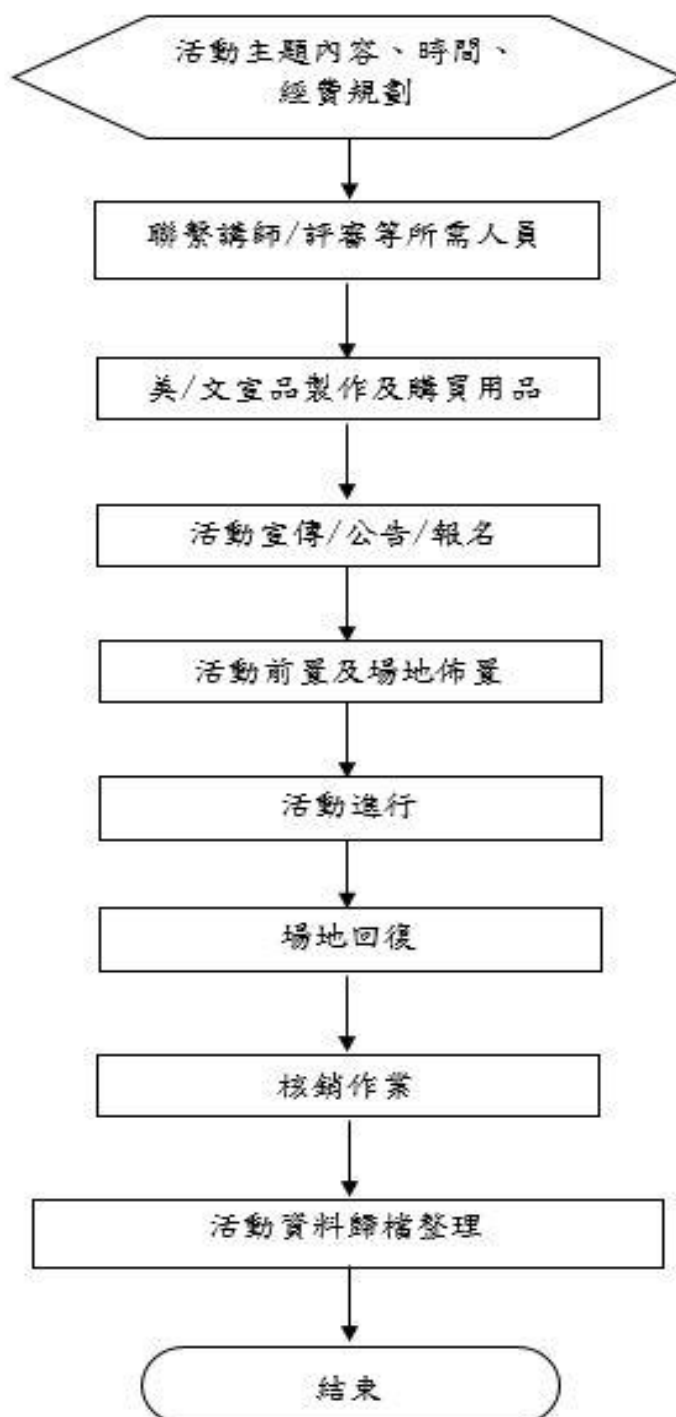 活動主題內容、時間、
經費規劃
聯繫講師/評審等所需人員
美/文宣品製作及購買用品
活動宣傳/公告/報名
活動前置及場地佈置
活動進行
場地回復
核銷作業
活動資料歸檔整理
結束